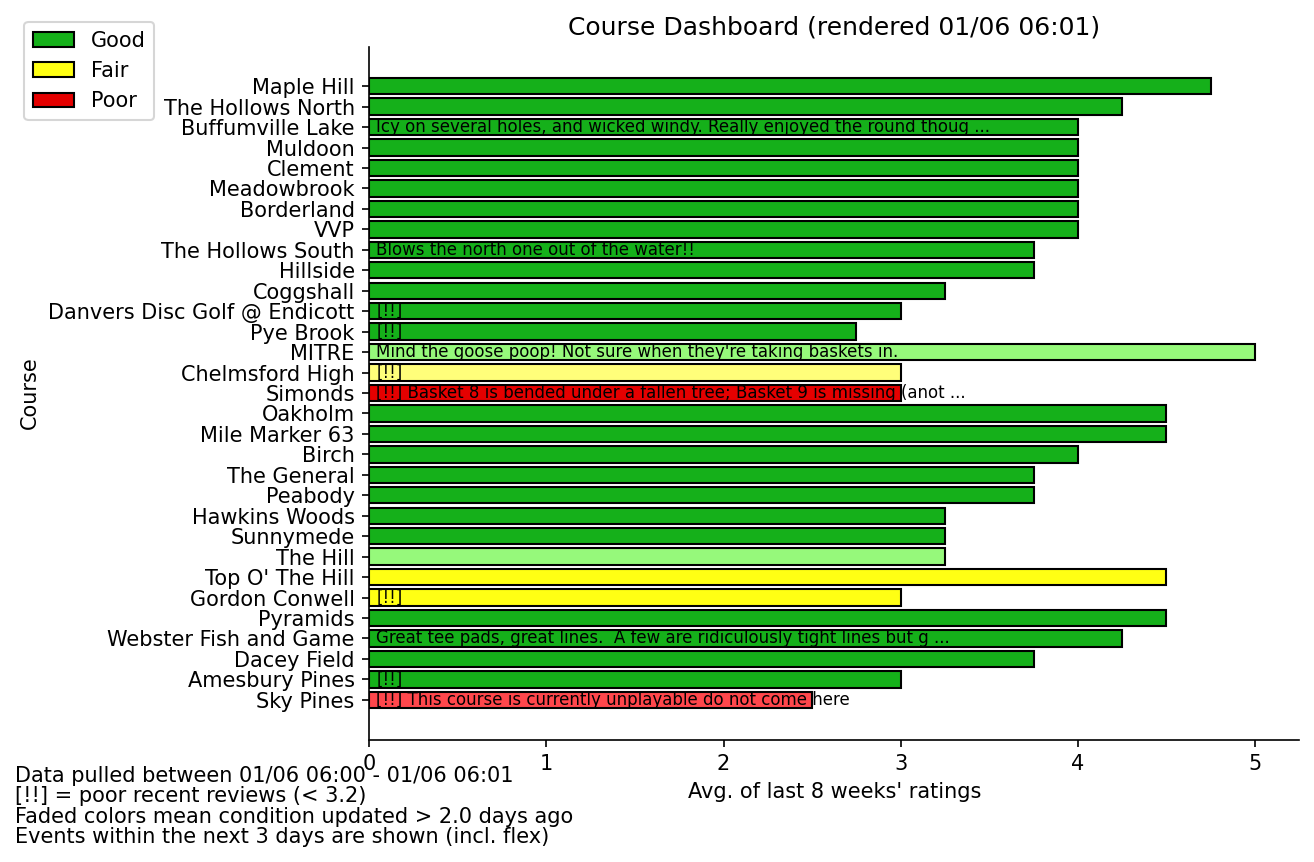 Course Dashboard (rendered 01/06 06:01)
Good
Fair
Poor
Maple Hill
The Hollows North
Buffumville Lake Icy on several holes, and wicked windy. Really enjoyed the round thoug ...
Muldoon
Clement
Meadowbrook
Borderland
VVP
The Hollows South Blows the north one out of the water!!
Hillside
Coggshall
Danvers Disc Golf @ Endicott [!!]
Pye Brook [!!]
MITRE Mind the goose poop! Not sure when they're taking baskets in.
Chelmsford High [!!]
Simonds [!!] Basket 8 is bended under a fallen tree; Basket 9 is missing (anot ...
Oakholm
Mile Marker 63
Birch
The General
Peabody
Hawkins Woods
Sunnymede
The Hill
Top O' The Hill
Gordon Conwell [!!]
Pyramids
Webster Fish and Game Great tee pads, great lines.  A few are ridiculously tight lines but g ...
Dacey Field
Amesbury Pines [!!]
Sky Pines [!!] This course is currently unplayable do not come here
Course
0 1 2 3 4 5
Avg. of last 8 weeks' ratings
Data pulled between 01/06 06:00 - 01/06 06:01
[!!] = poor recent reviews (< 3.2)
Faded colors mean condition updated > 2.0 days ago
Events within the next 3 days are shown (incl. flex)